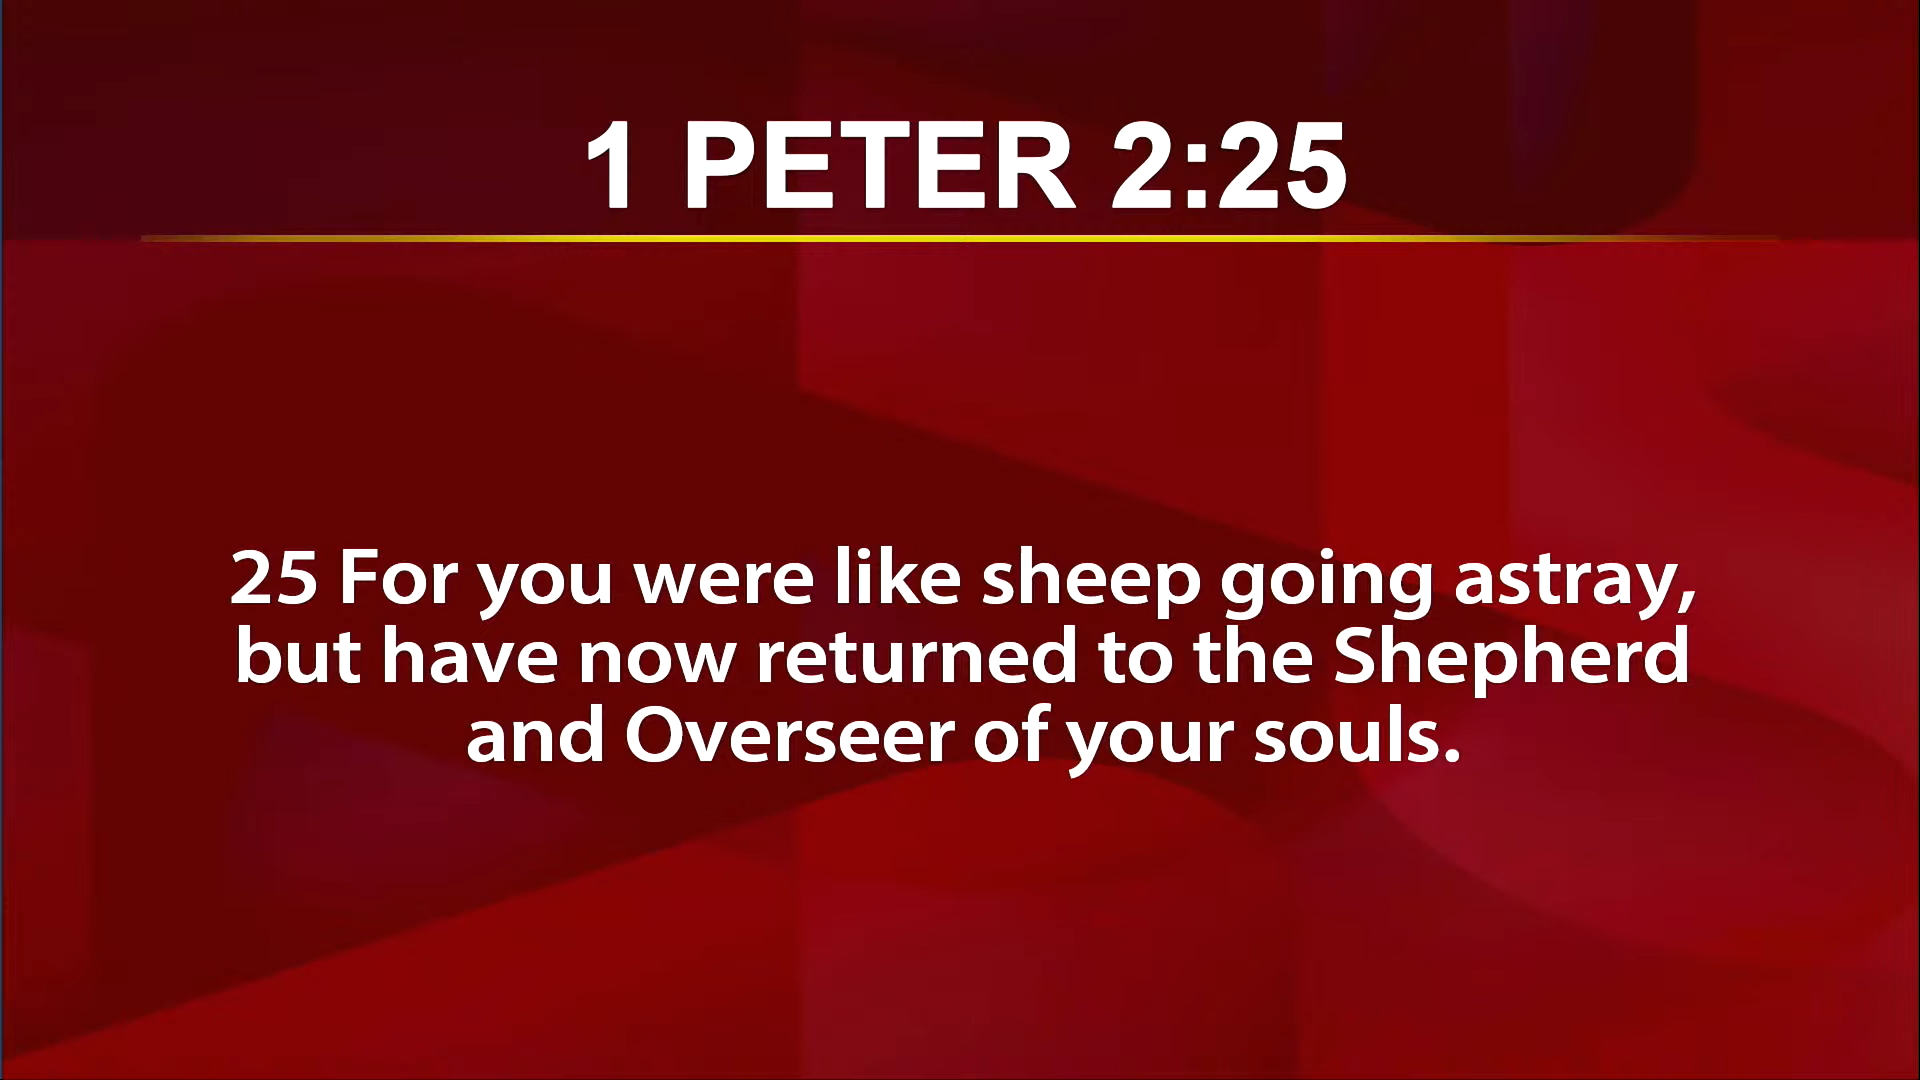 1 PETER 2:25
25 For you were like sheep going astray,
but have now returned to the Shepherd
and Overseer of your souls.